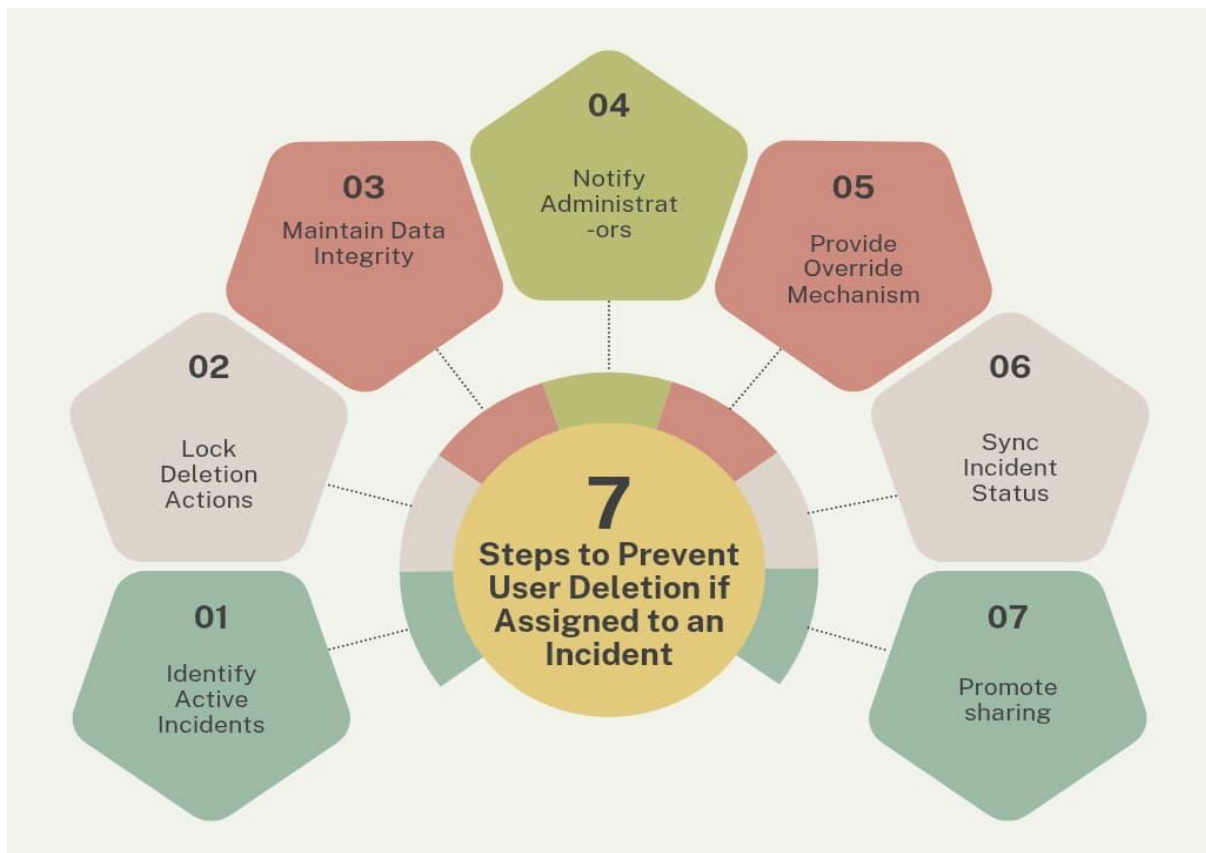 04
Notify
Administrat
-ors
03
Maintain Data
Integrity
05
Provide
Override
Mechanism
02
Lock
Deletion
Actions
06
Sync
Incident
Status
7
Steps to Prevent
User Deletion if
Assigned to an
Incident
01
Identify
Active
Incidents
07
Promote
sharing